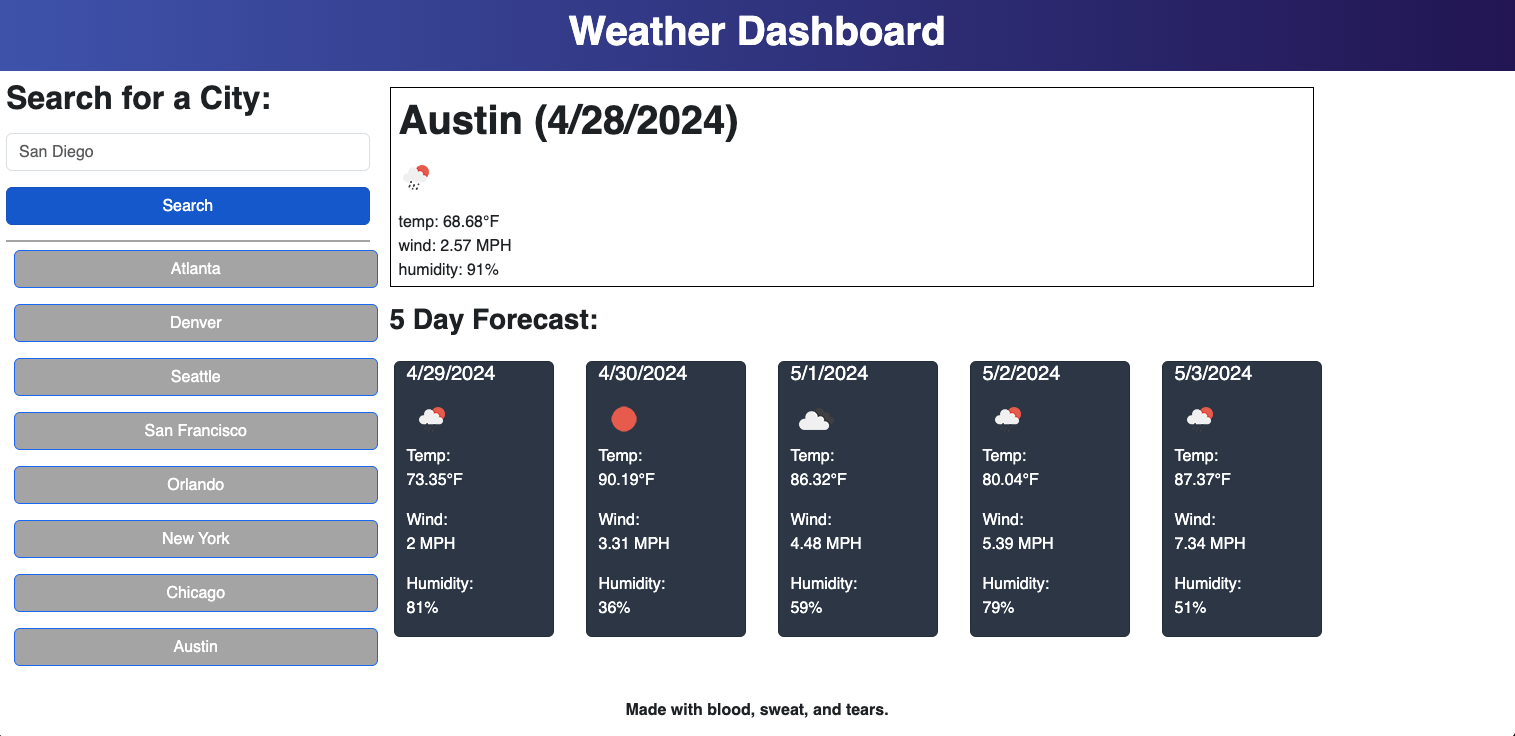 Weather Dashboard
Search for a City:
San Diego
Search
Atlanta
Denver
Seattle
San Francisco
Orlando
New York
Chicago
Austin
Austin (4/28/2024)
temp: 68.68°F
wind: 2.57 MPH
humidity: 91%
5 Day Forecast:
4/29/2024
Temp:
73.35°F
Wind:
2 MPH
Humidity:
81%
4/30/2024
Temp:
90.19°F
Wind:
3.31 MPH
Humidity:
36%
5/1/2024
Temp:
86.32°F
Wind:
4.48 MPH
Humidity:
59%
5/2/2024
Temp:
80.04°F
Wind:
5.39 MPH
Humidity:
79%
5/3/2024
Temp:
87.37°F
Wind:
7.34 MPH
Humidity:
51%
Made with blood, sweat, and tears.